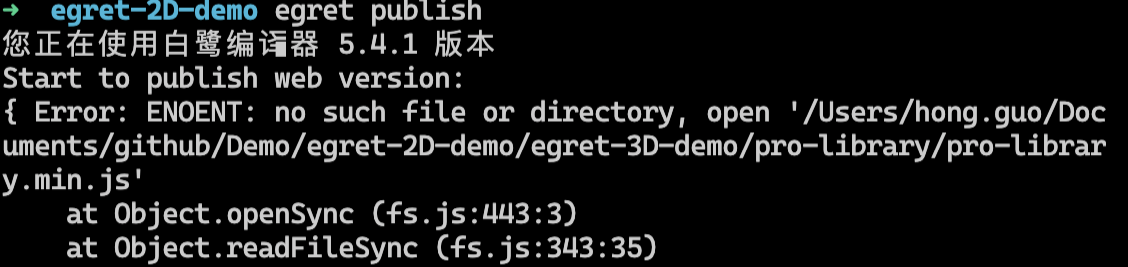 ➜ egret-2D-demo egret publish
您正在使用白鹭编译器 5.4.1 版本
Start to publish web version:
{ Error: ENOENT: no such file or directory, open '/Users/hong.guo/Doc
uments/github/Demo/egret-2D-demo/egret-3D-demo/pro-library/pro-librar
y.min.js'
    at Object.openSync (fs.js:443:3)
    at Object.readFileSync (fs.js:343:35)